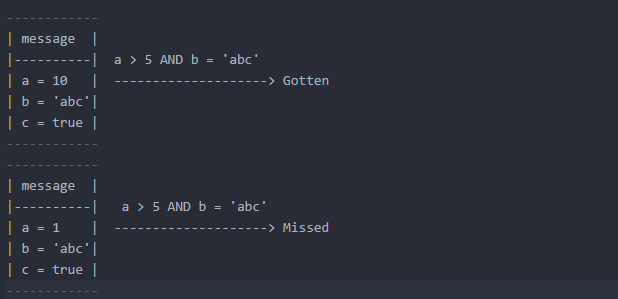 ------------
| message  |
|----------|  a > 5 AND b = 'abc'
| a = 10   |  --------------------> Gotten
| b = 'abc'|
| c = true |
------------
------------
| message  |
|----------|   a > 5 AND b = 'abc'
| a = 1    |  --------------------> Missed
| b = 'abc'|
| c = true |
------------